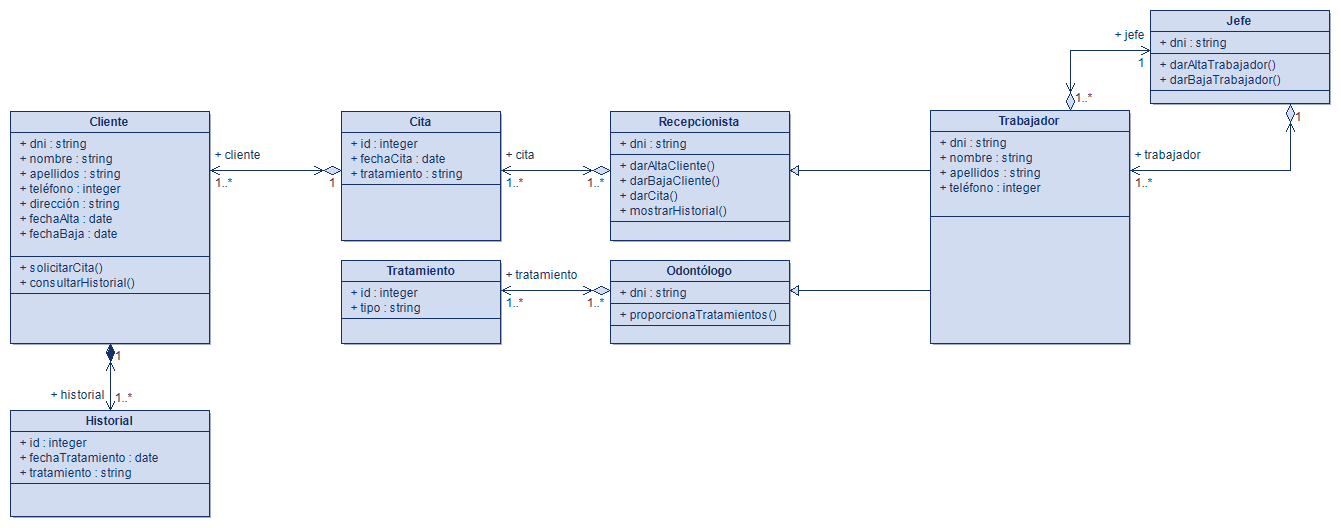 Cliente
+ dni : string
+ nombre : string
+ apellidos : string
+ teléfono : integer
+ dirección : string
+ fechaAlta : date
+ fechaBaja : date
+ solicitarCita()
+ consultarHistorial()
+ cliente
1..*
1
Cita
+ id : integer
+ fechaCita : date
+ tratamiento : string
+ cita
1..*
1..*
Recepcionista
+ dni : string
+ darAltaCliente()
+ darBajaCliente()
+ darCita()
+ mostrarHistorial()
Trabajador
+ dni : string
+ nombre : string
+ apellidos : string
+ teléfono : integer
+ jefe
1
1..*
Jefe
+ dni : string
+ darAltaTrabajador()
+ darBajaTrabajador()
1
+ trabajador
1..*
Tratamiento
+ id : integer
+ tipo : string
+ tratamiento
1..*
1..*
Odontólogo
+ dni : string
+ proporcionaTratamientos()
1
+ historial
1..*
Historial
+ id : integer
+ fechaTratamiento : date
+ tratamiento : string